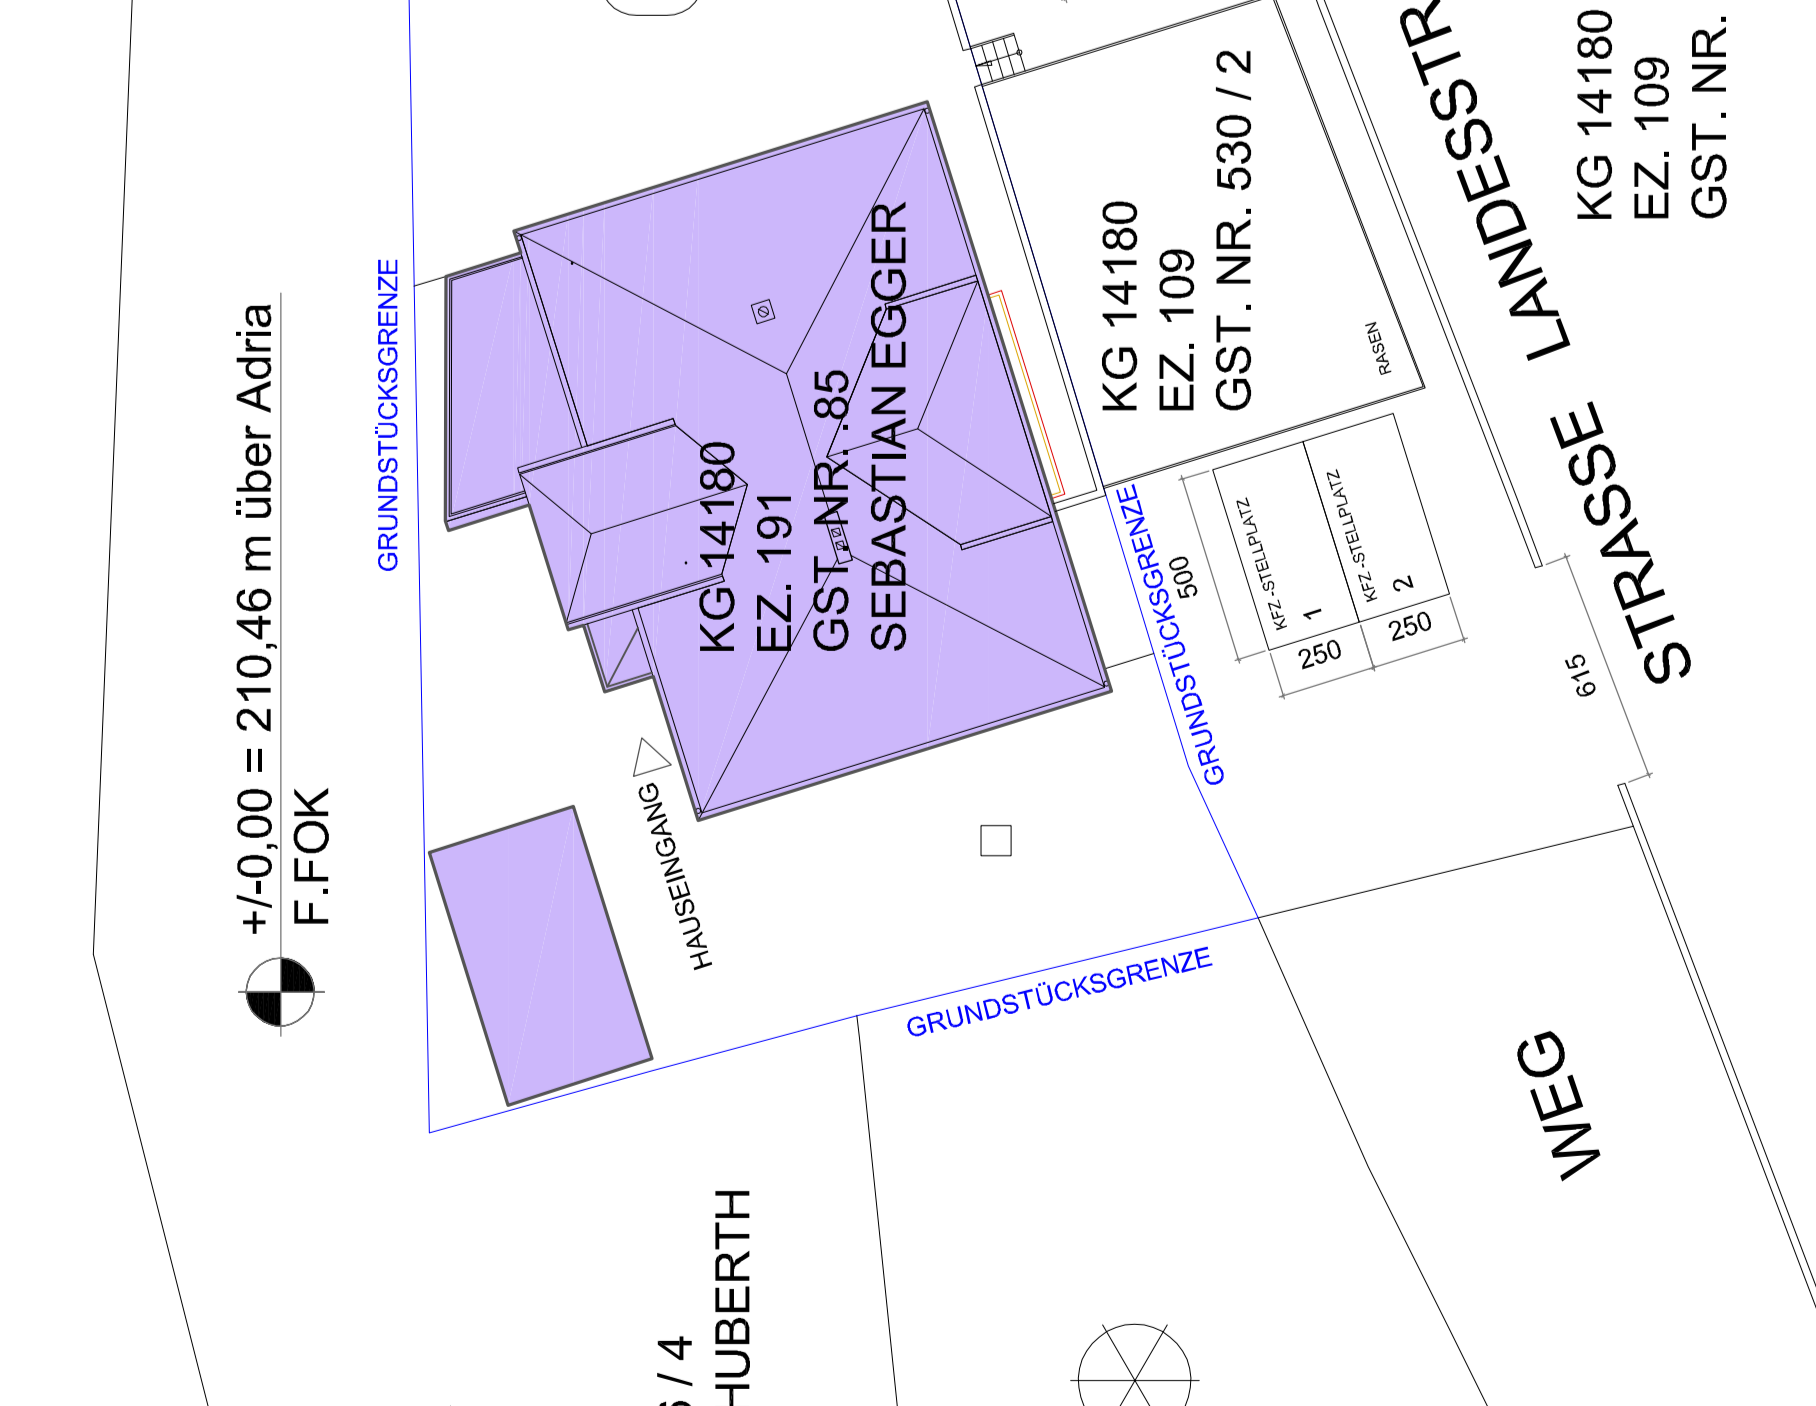 +/-0,00 = 210,46 m über Adria
F.FOK
GRUNDSTÜCKSGRENZE
KG 14180
EZ. 191
GST. NR. .85
SEBASTIAN EGGER
HAUSEINGANG
GRUNDSTÜCKSGRENZE
GRUNDSTÜCKSGRENZE
KG 14180
EZ. 109
GST. NR. 530 / 2
RASEN
500
KFZ.-STELLPLATZ
1
KFZ.-STELLPLATZ
2
250
250
615
STRASSE LANDESSTR
KG 14180
EZ. 109
GST. NR.
WEG
/ 4
HUBERTH